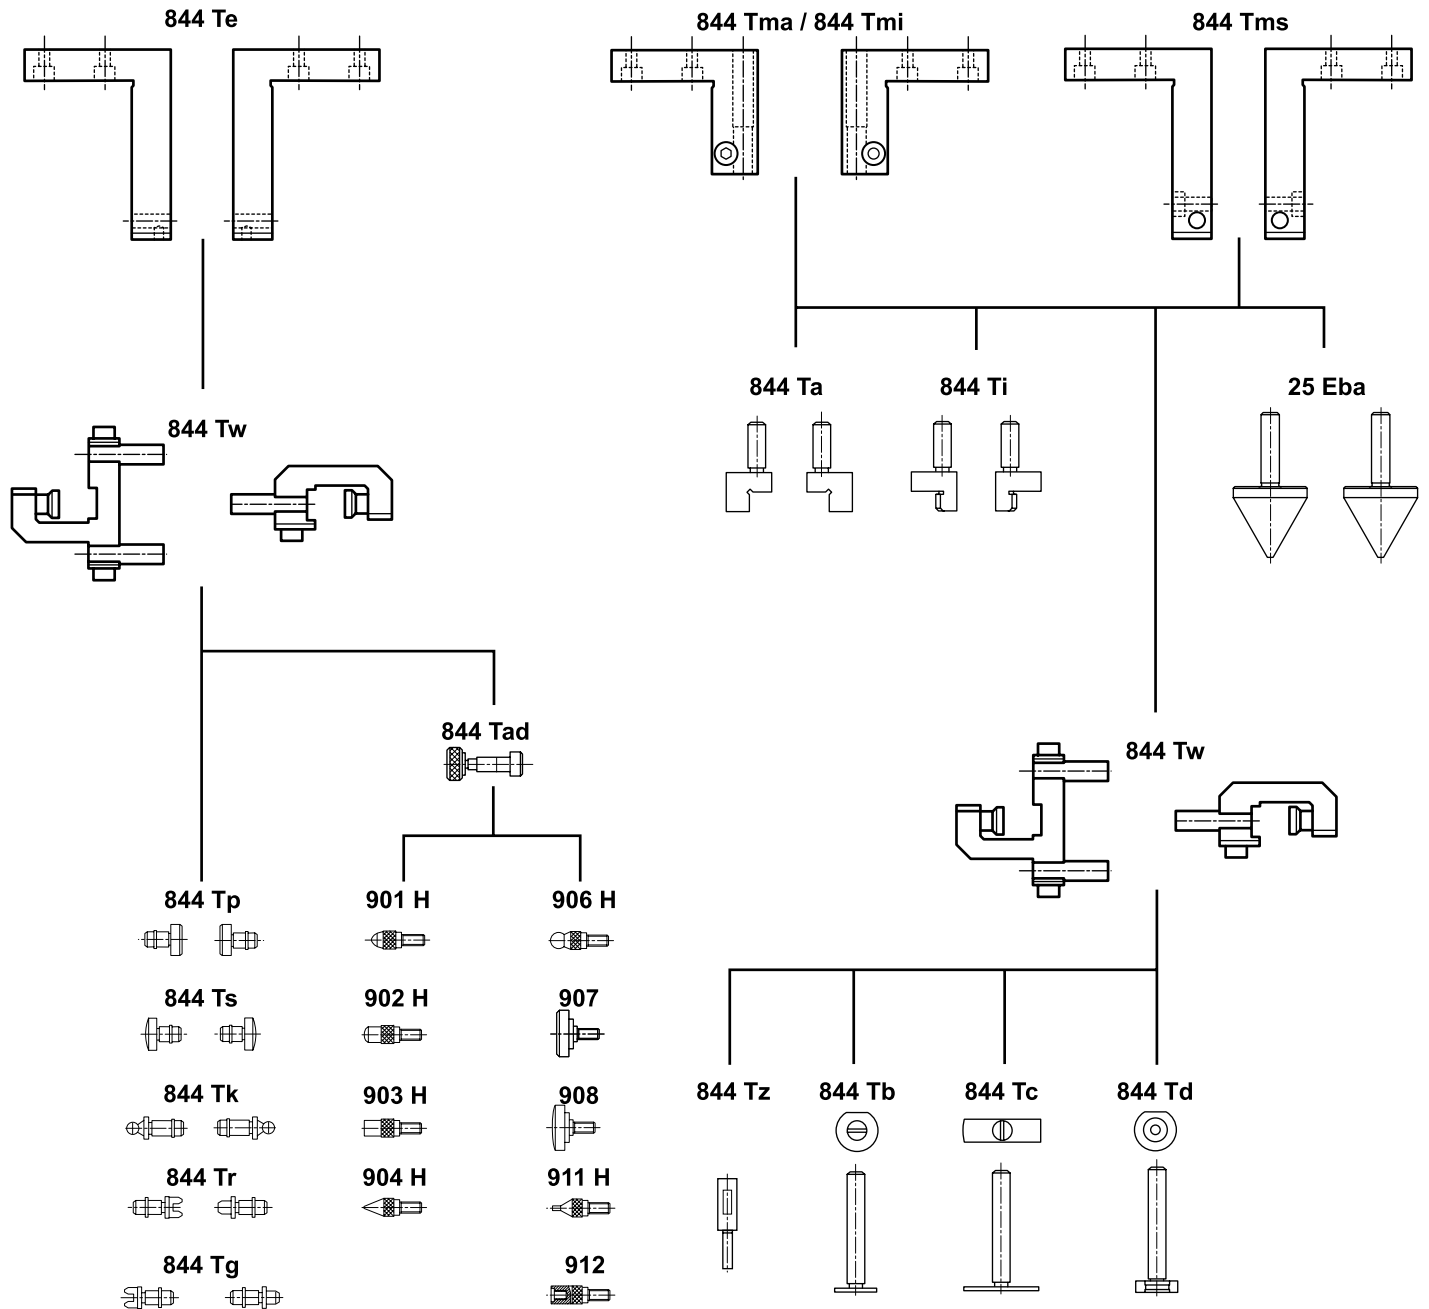 844 Te
844 Tma / 844 Tmi
844 Tms
844 Ta
844 Ti
25 Eba
844 Tw
844 Tad
844 Tw
844 Tp
901 H
906 H
844 Ts
902 H
907
844 Tk
903 H
908
844 Tz
844 Tb
844 Tc
844 Td
844 Tr
904 H
911 H
844 Tg
912